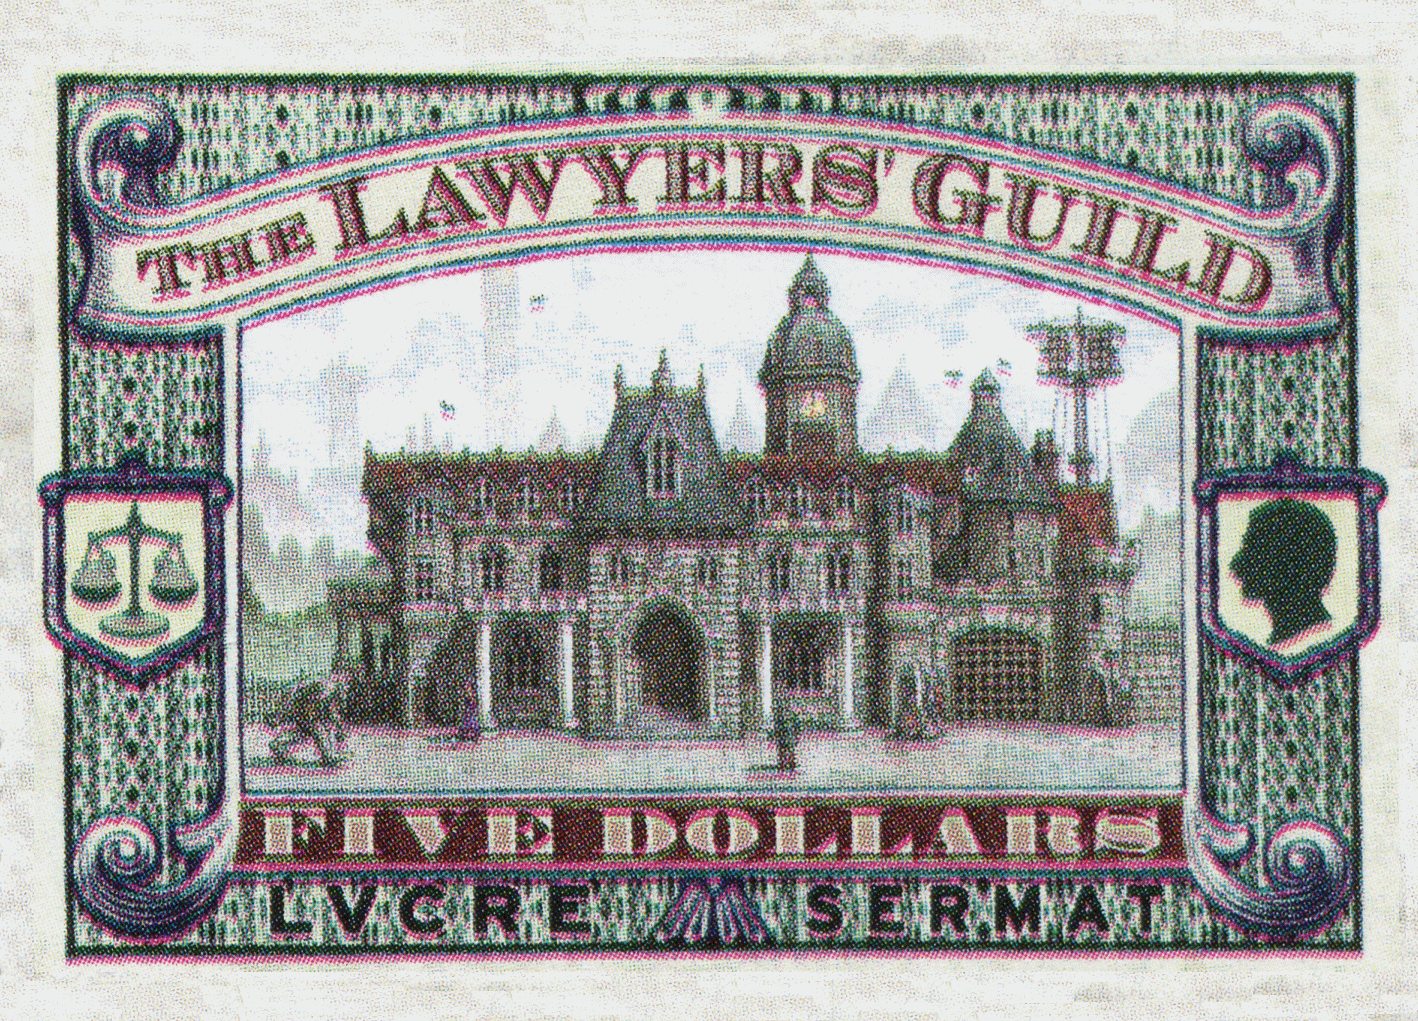 THE LAWYERS' GUILD
FIVE DOLLARS
LVCRE SERMAT